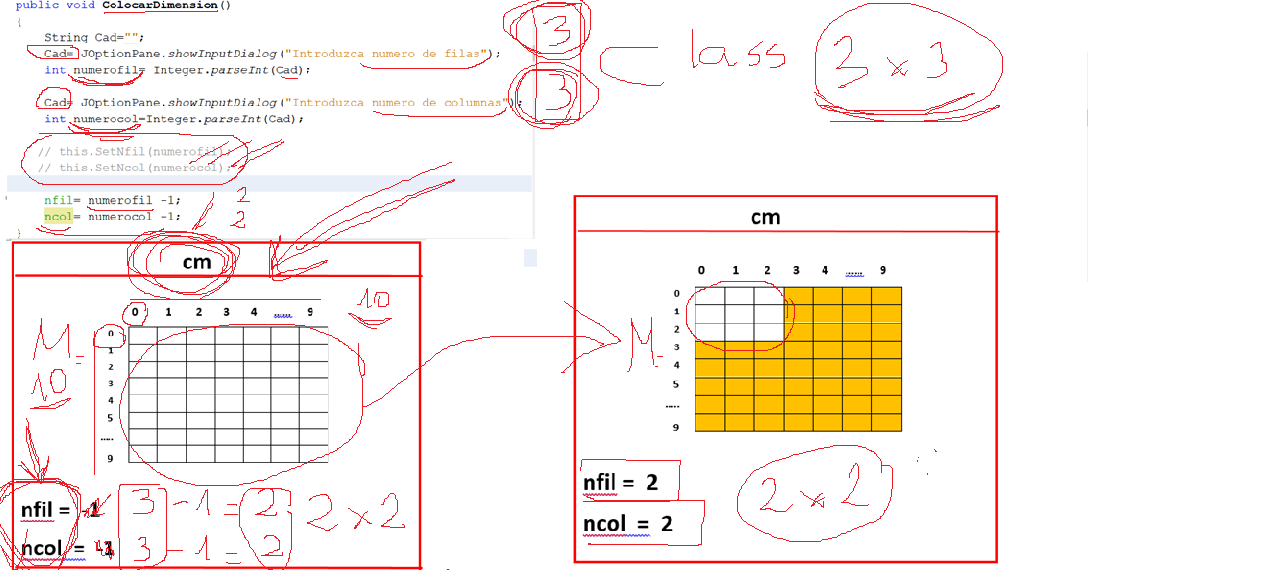 public void ColocarDimension()
{
String Cad="";
Cad= JOptionPane.showInputDialog("Introduzca numero de filas");
int numerofil= Integer.parseInt(Cad);
Cad= JOptionPane.showInputDialog("Introduzca numero de columnas");
int numerocol=Integer.parseInt(Cad);
// this.SetNfil(numerofil);
// this.SetNcol(numerocol);
nfil= numerofil -1;
ncol= numerocol -1;
}
3
3
lass
3 x 3
2
2
cm
10
0 1 2 3 4 ...... 9
M =
10
0
1
2
3
4
5
.....
9
nfil = -1 3 - 1 = 2
ncol = -1 3 - 1 = 2
2 x 2
cm
0 1 2 3 4 ...... 9
M =
0
1
2
3
4
5
.....
9
nfil = 2
ncol = 2
2 x 2